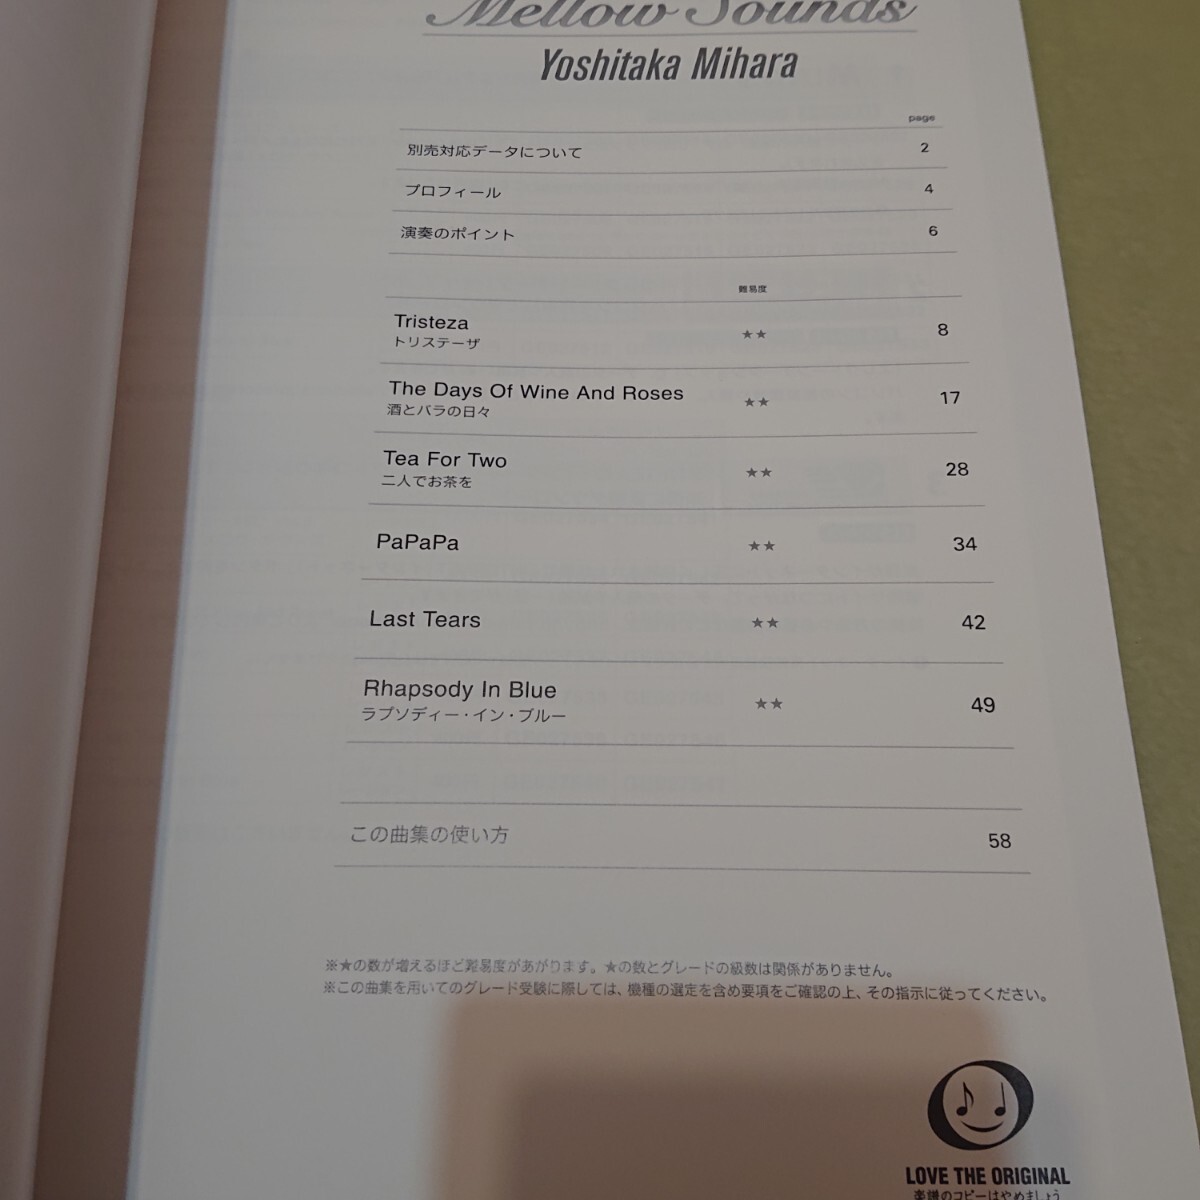 Mellow Sounds
Yoshitaka Mihara
page
別売対応データについて 2
プロフィール 4
演奏のポイント 6
難易度
Tristeza ★★ 8
トリステーザ
The Days Of Wine And Roses ★★ 17
酒とバラの日々
Tea For Two ★★ 28
二人でお茶を
PaPaPa ★★ 34
Last Tears ★★ 42
Rhapsody In Blue ★★ 49
ラプソディー・イン・ブルー
この曲集の使い方 58
※★の数が増えるほど難易度があがります。★の数とグレードの級数は関係がありません。
※この曲集を用いてのグレード受験に際しては、機種の選定を含め要項をご確認の上、その指示に従ってください。
LOVE THE ORIGINAL
楽譜のコピーはやめましょう